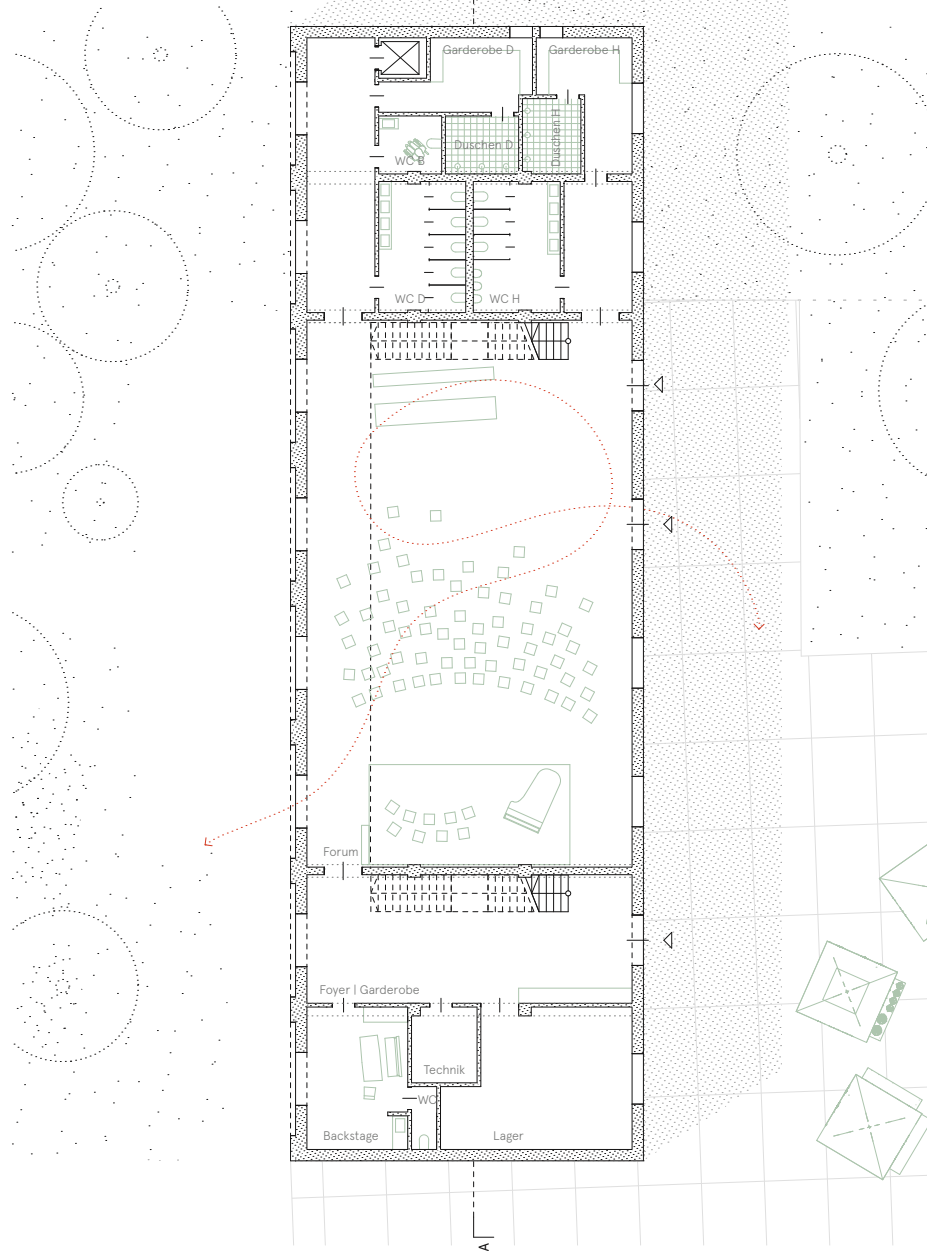 Garderobe D
Garderobe H
Duschen H
Duschen D
WC B
WC D
WC H
Forum
Foyer | Garderobe
Technik
WC
Backstage
Lager
A